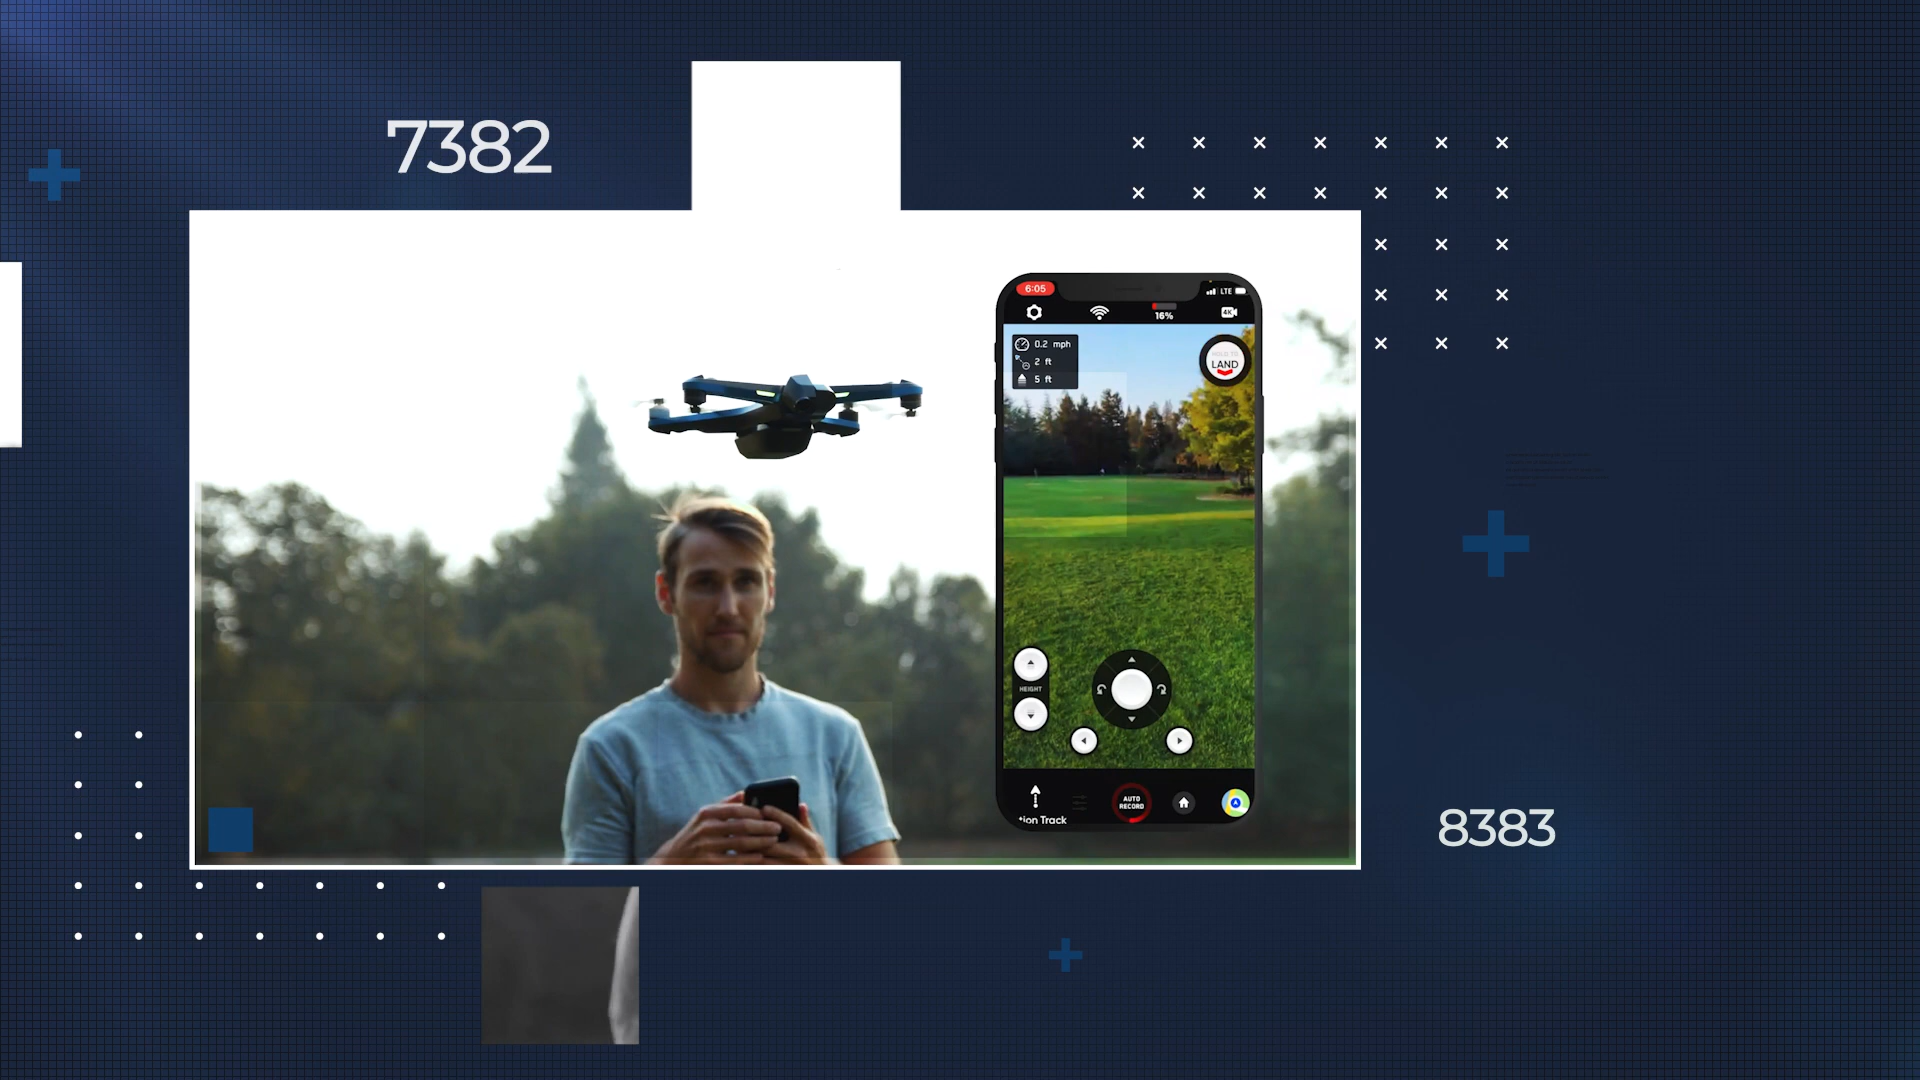 7382
6:05
LTE
16%
4K
0.2 mph
2 ft
5 ft
LAND
HEIGHT
AUTO
RECORD
tion Track
8383